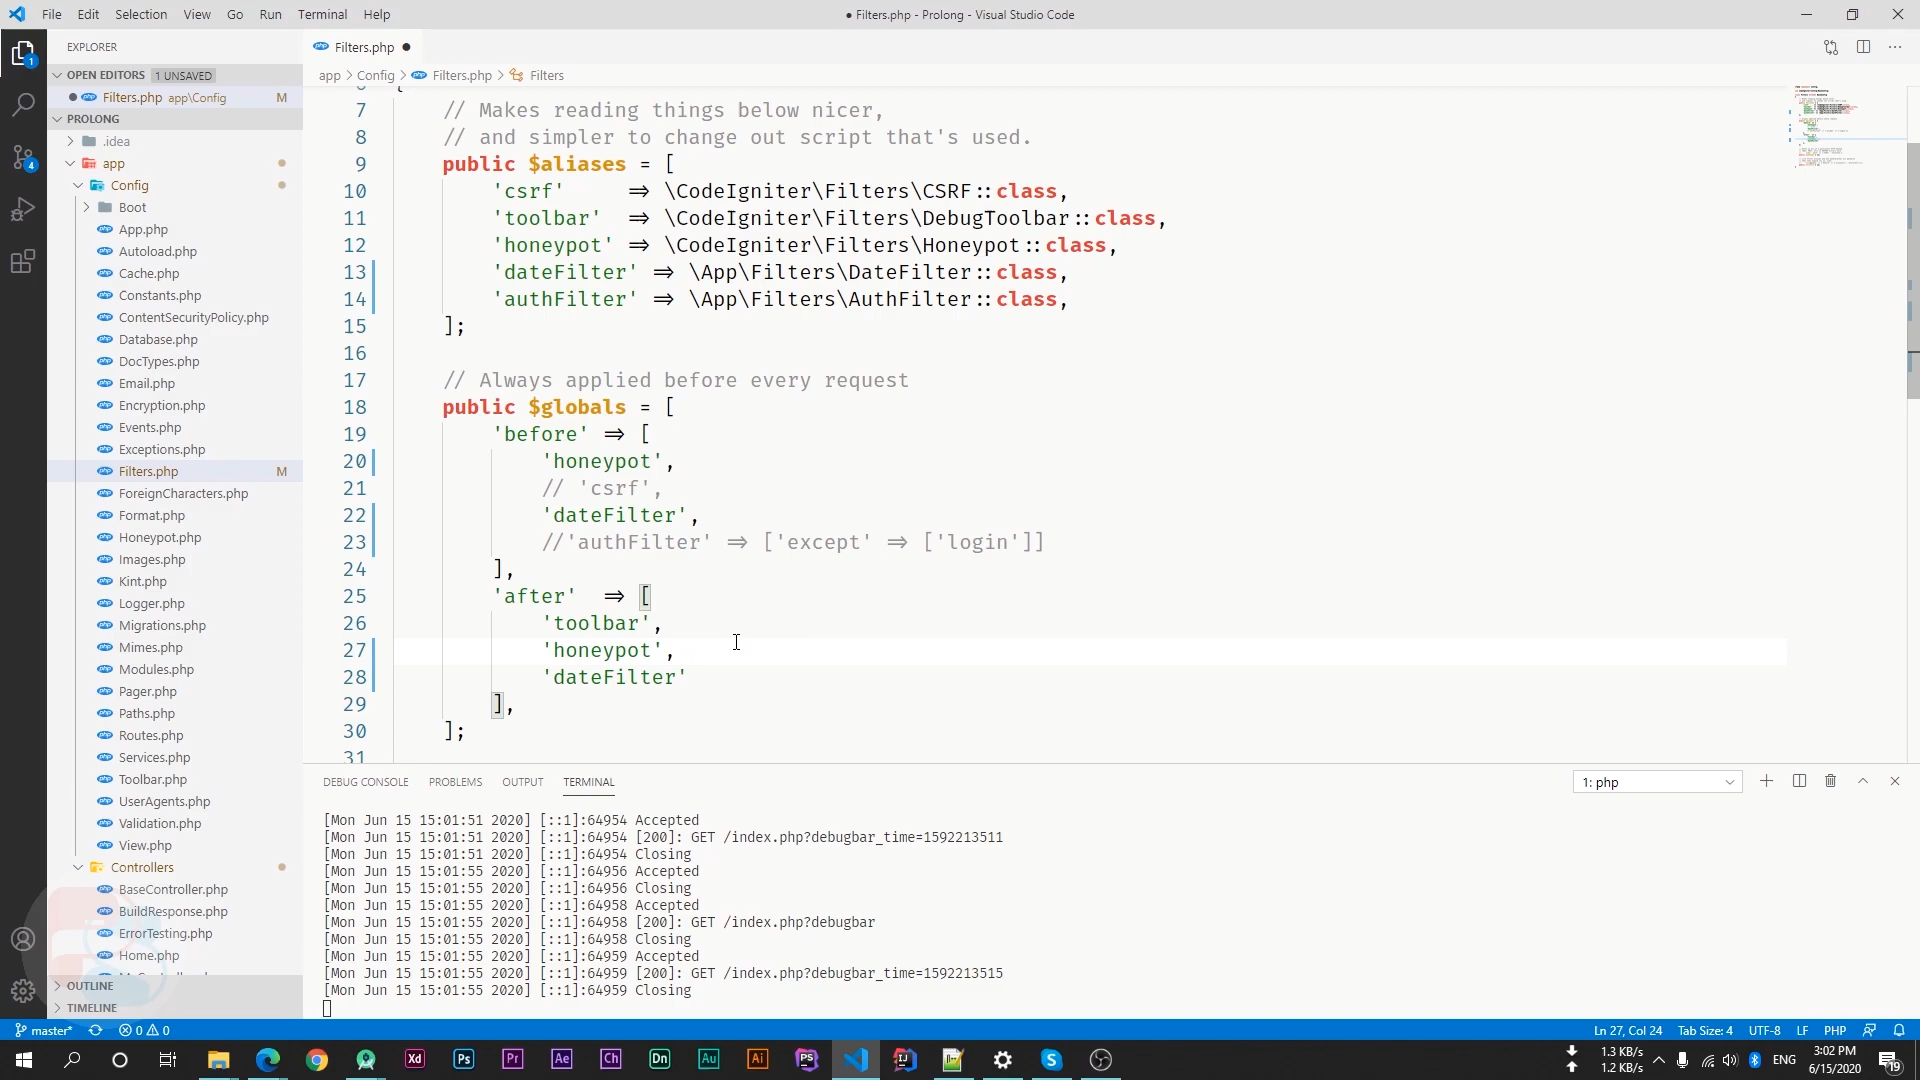 File Edit Selection View Go Run Terminal Help
● Filters.php - Prolong - Visual Studio Code
EXPLORER
OPEN EDITORS 1 UNSAVED
Filters.php app\Config M
PROLONG
.idea
app
Config
Boot
App.php
Autoload.php
Cache.php
Constants.php
ContentSecurityPolicy.php
Database.php
DocTypes.php
Email.php
Encryption.php
Events.php
Exceptions.php
Filters.php M
ForeignCharacters.php
Format.php
Honeypot.php
Images.php
Kint.php
Logger.php
Migrations.php
Mimes.php
Modules.php
Pager.php
Paths.php
Routes.php
Services.php
Toolbar.php
UserAgents.php
Validation.php
View.php
Controllers
BaseController.php
BuildResponse.php
ErrorTesting.php
Home.php
OUTLINE
TIMELINE
1
4
Filters.php ●
app > Config > Filters.php > Filters
7 // Makes reading things below nicer,
8 // and simpler to change out script that's used.
9 public $aliases = [
10 'csrf' => \CodeIgniter\Filters\CSRF::class,
11 'toolbar' => \CodeIgniter\Filters\DebugToolbar::class,
12 'honeypot' => \CodeIgniter\Filters\Honeypot::class,
13 'dateFilter' => \App\Filters\DateFilter::class,
14 'authFilter' => \App\Filters\AuthFilter::class,
15 ];
16
17 // Always applied before every request
18 public $globals = [
19 'before' => [
20 'honeypot',
21 // 'csrf',
22 'dateFilter',
23 //'authFilter' => ['except' => ['login']]
24 ],
25 'after' => [
26 'toolbar',
27 'honeypot',
28 'dateFilter'
29 ],
30 ];
31
DEBUG CONSOLE PROBLEMS OUTPUT TERMINAL
1: php
[Mon Jun 15 15:01:51 2020] [::1]:64954 Accepted
[Mon Jun 15 15:01:51 2020] [::1]:64954 [200]: GET /index.php?debugbar_time=1592213511
[Mon Jun 15 15:01:51 2020] [::1]:64954 Closing
[Mon Jun 15 15:01:55 2020] [::1]:64956 Accepted
[Mon Jun 15 15:01:55 2020] [::1]:64956 Closing
[Mon Jun 15 15:01:55 2020] [::1]:64958 Accepted
[Mon Jun 15 15:01:55 2020] [::1]:64958 [200]: GET /index.php?debugbar
[Mon Jun 15 15:01:55 2020] [::1]:64958 Closing
[Mon Jun 15 15:01:55 2020] [::1]:64959 Accepted
[Mon Jun 15 15:01:55 2020] [::1]:64959 [200]: GET /index.php?debugbar_time=1592213515
[Mon Jun 15 15:01:55 2020] [::1]:64959 Closing
master* 0 0
Ln 27, Col 24 Tab Size: 4 UTF-8 LF PHP
Xd Ps Pr Ae Ch Dn Au Ai PS IJ S
1.3 KB/s
1.2 KB/s
ENG
3:02 PM
6/15/2020
19